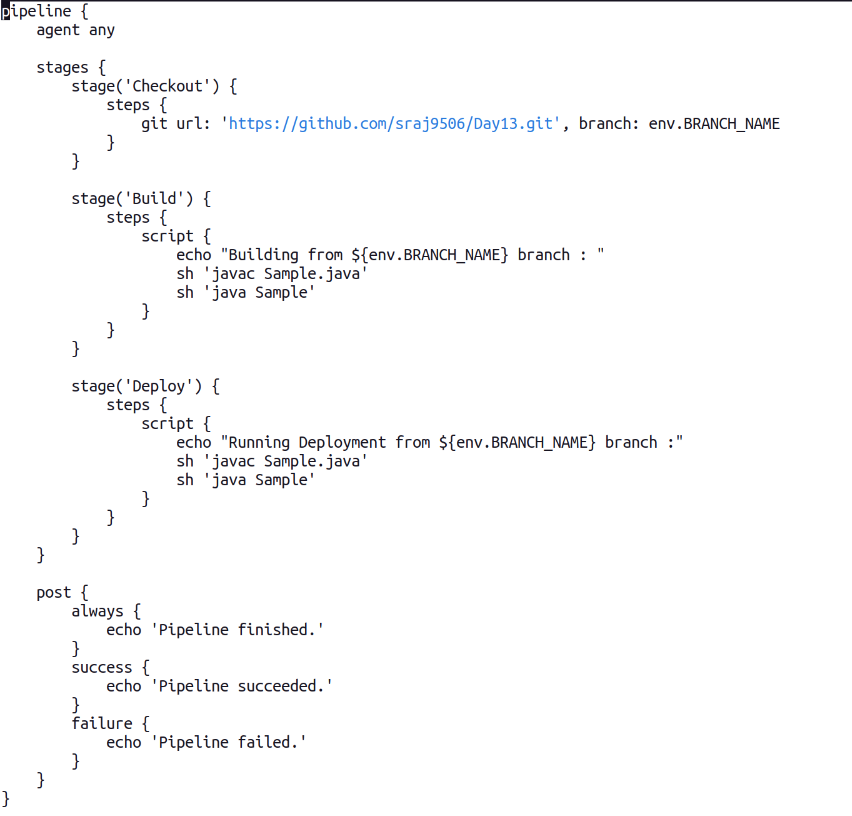 pipeline {
    agent any

    stages {
        stage('Checkout') {
            steps {
                git url: 'https://github.com/sraj9506/Day13.git', branch: env.BRANCH_NAME
            }
        }

        stage('Build') {
            steps {
                script {
                    echo "Building from ${env.BRANCH_NAME} branch : "
                    sh 'javac Sample.java'
                    sh 'java Sample'
                }
            }
        }

        stage('Deploy') {
            steps {
                script {
                    echo "Running Deployment from ${env.BRANCH_NAME} branch :"
                    sh 'javac Sample.java'
                    sh 'java Sample'
                }
            }
        }
    }

    post {
        always {
            echo 'Pipeline finished.'
        }
        success {
            echo 'Pipeline succeeded.'
        }
        failure {
            echo 'Pipeline failed.'
        }
    }
}